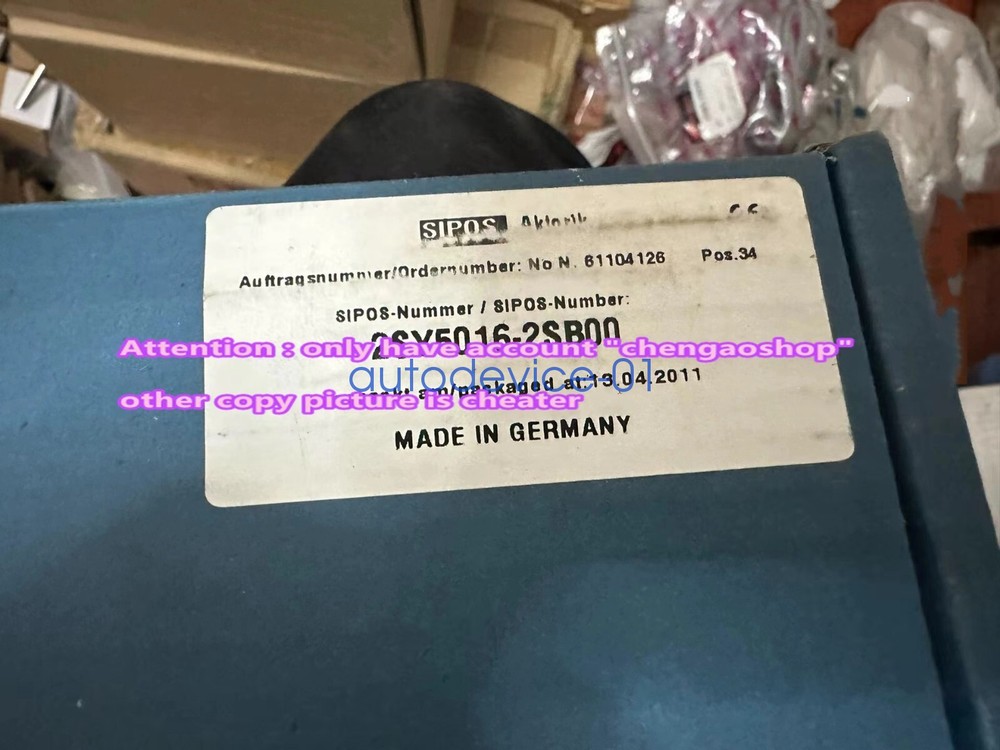 SIPOS Aktorik
Auftragsnummer/Ordernumber: No N. 61104126 Pos.34
SIPOS-Nummer / SIPOS-Number:
2SY5016-2SB00
Attention : only have account "chengaoshop"
autodevice-01
am/packaged at:13.04.2011
other copy picture is cheater
MADE IN GERMANY